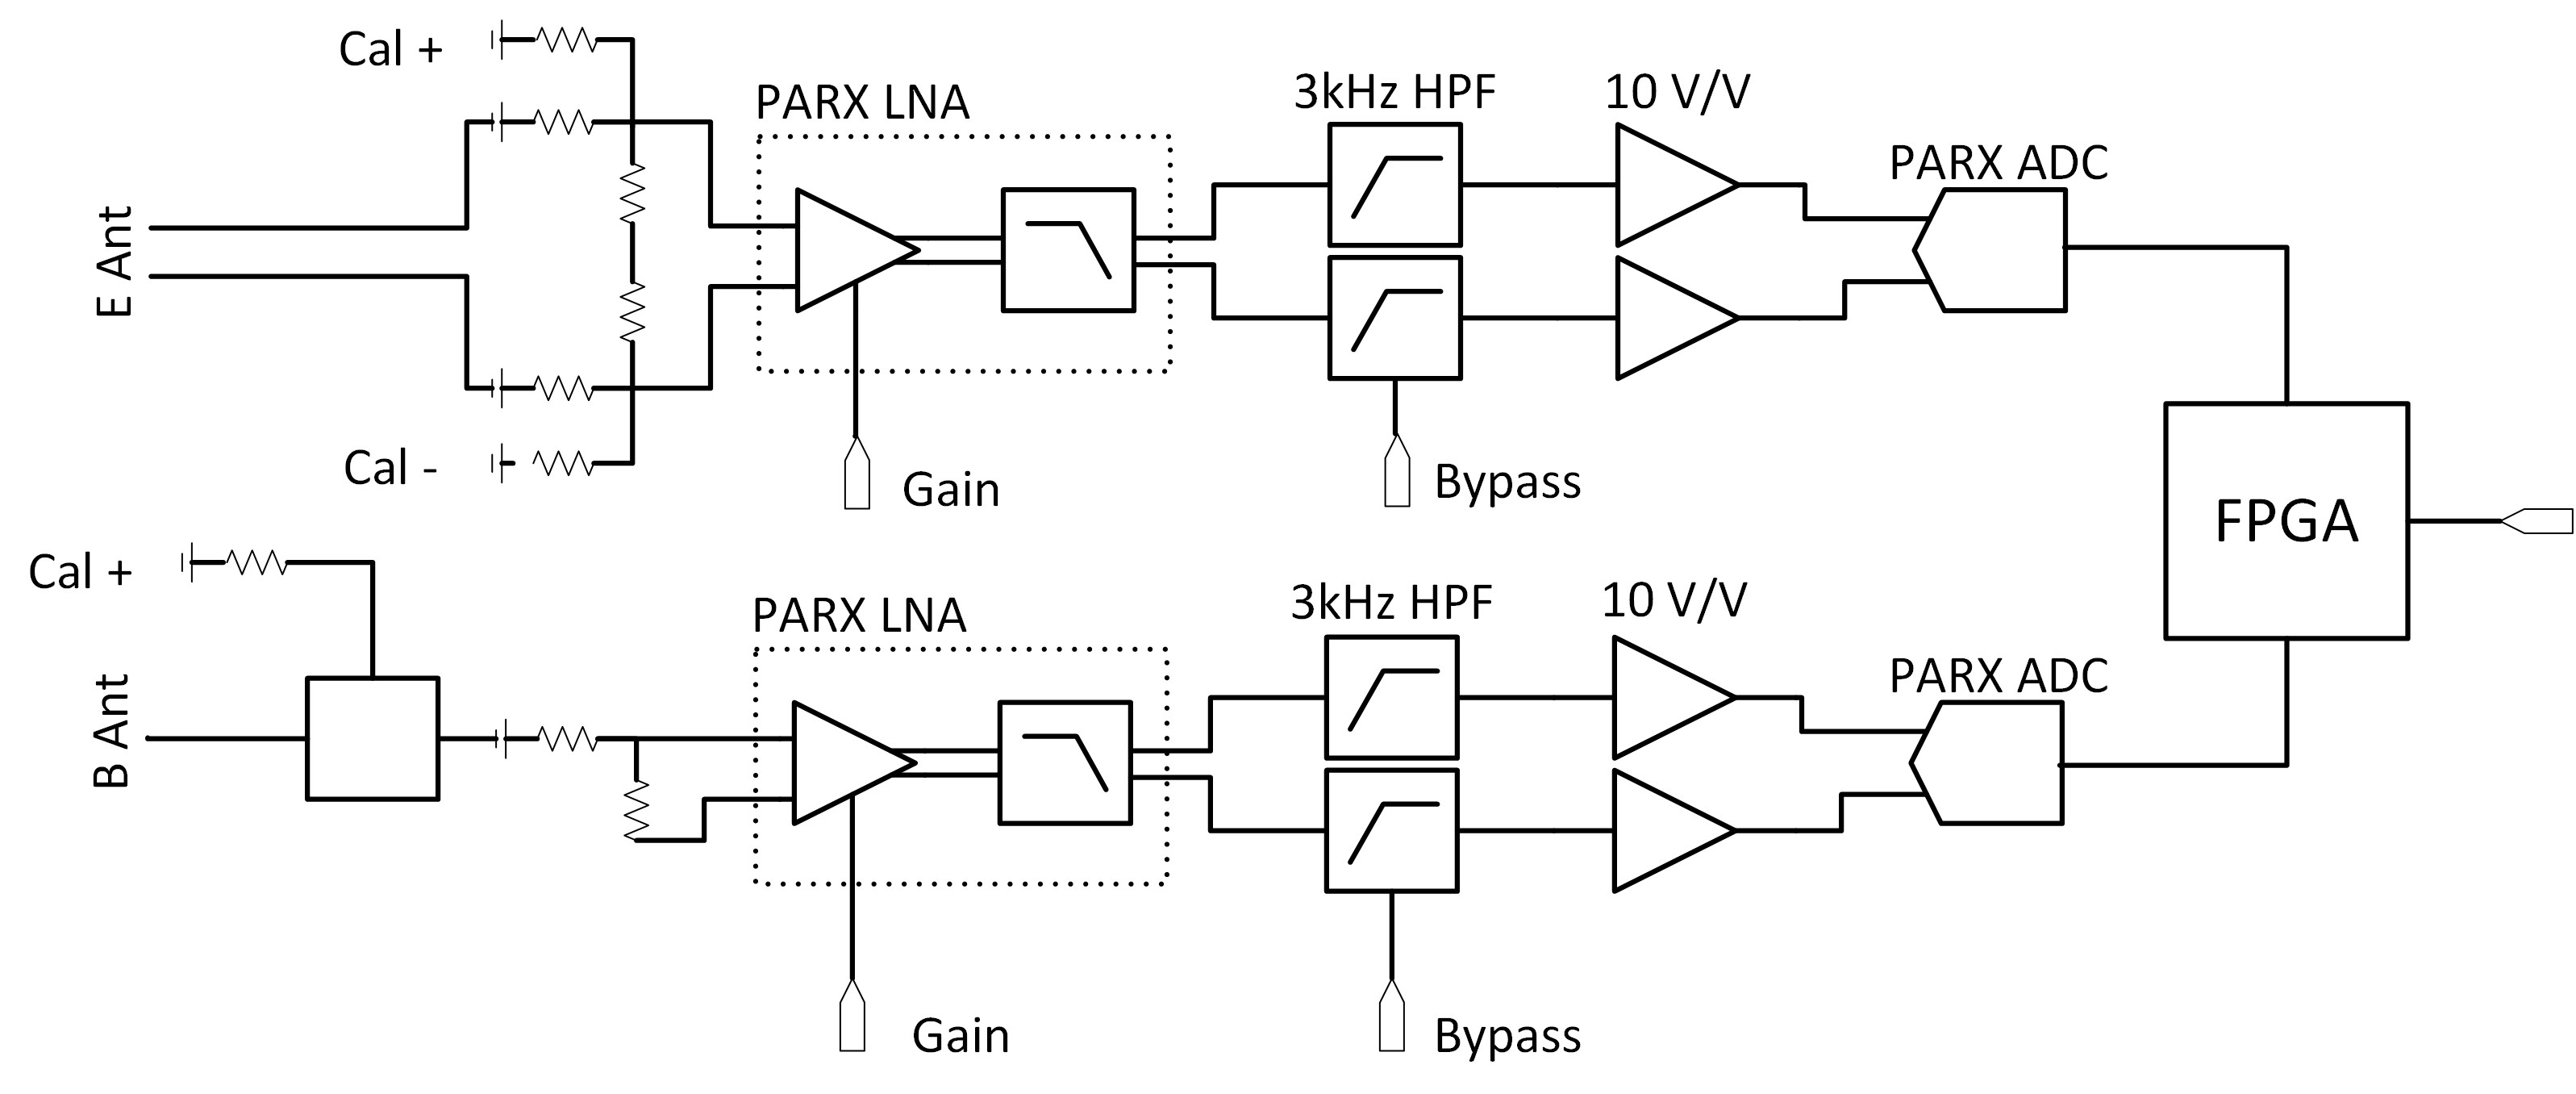 Cal +
PARX LNA
3kHz HPF
10 V/V
PARX ADC
E Ant
Cal -
Gain
Bypass
FPGA
Cal +
PARX LNA
3kHz HPF
10 V/V
PARX ADC
B Ant
Gain
Bypass